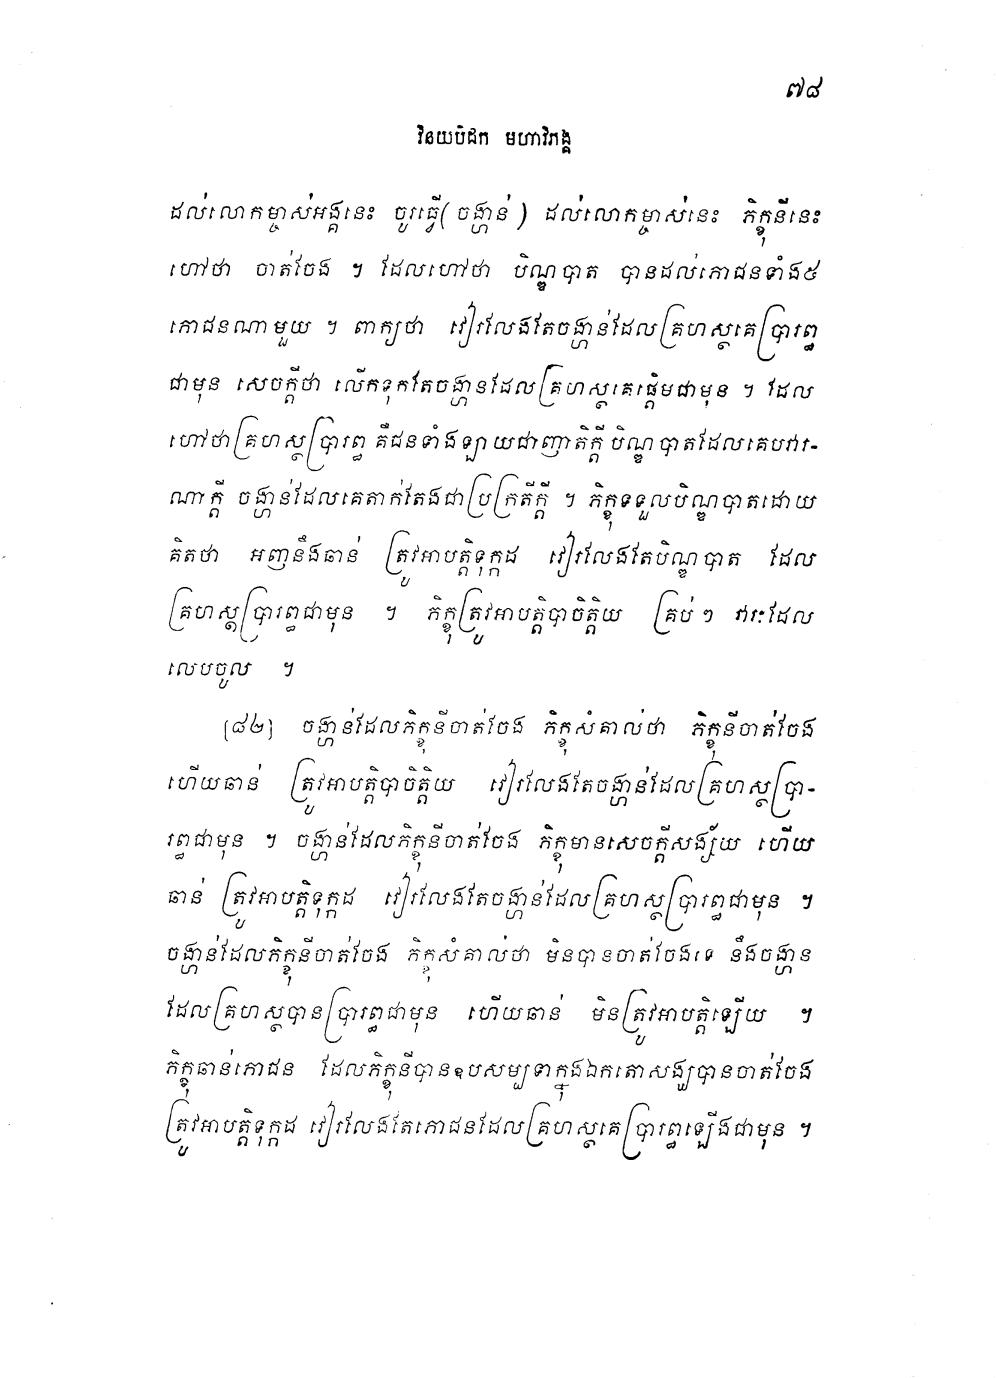 ៧៨
វិនយបិដក មហាវិភង្គ
ដល់លោកម្ចាស់អង្គនេះ ចូរធ្វើ(ចង្ហាន់) ដល់លោកម្ចាស់នេះ ភិក្ខុនីនេះ
ហៅថា ចាត់ចែង ។ ដែលហៅថា បិណ្ឌបាត បានដល់ភោជនទាំង៥
ភោជនណាមួយ ។ ពាក្យថា វៀរលែងតែចង្ហាន់ដែលគ្រហស្ថគេប្រារព្ធ
ជាមុន សេចក្តីថា លើកទុកតែចង្ហានដែលគ្រហស្ថគេផ្តើមជាមុន ។ ដែល
ហៅថាគ្រហស្ថប្រារព្ធ គឺជនទាំងឡាយជាញាតិក្តី បិណ្ឌបាតដែលគេបវារ-
ណាក្តី ចង្ហាន់ដែលគេតាក់តែងជាប្រក្រតីក្តី ។ ភិក្ខុទទួលបិណ្ឌបាតដោយ
គិតថា អញនឹងឆាន់ ត្រូវអាបត្តិទុក្កដ វៀរលែងតែបិណ្ឌបាត ដែល
គ្រហស្ថប្រារព្ធជាមុន ។ ភិក្ខុត្រូវអាបត្តិបាចិត្តិយ គ្រប់ៗ វារៈដែល
លេបចូល ។
[៨២] ចង្ហាន់ដែលភិក្ខុនីចាត់ចែង ភិក្ខុសំគាល់ថា ភិក្ខុនីចាត់ចែង
ហើយឆាន់ ត្រូវអាបត្តិបាចិត្តិយ វៀរលែងតែចង្ហាន់ដែលគ្រហស្ថប្រា-
រព្ធជាមុន ។ ចង្ហាន់ដែលភិក្ខុនីចាត់ចែង ភិក្ខុមានសេចក្តីសង្ស័យ ហើយ
ឆាន់ ត្រូវអាបត្តិទុក្កដ វៀរលែងតែចង្ហាន់ដែលគ្រហស្ថប្រារព្ធជាមុន ។
ចង្ហាន់ដែលភិក្ខុនីចាត់ចែង ភិក្ខុសំគាល់ថា មិនបានចាត់ចែងទេ នឹងចង្ហាន
ដែលគ្រហស្ថបានប្រារព្ធជាមុន ហើយឆាន់ មិនត្រូវអាបត្តិឡើយ ។
ភិក្ខុឆាន់ភោជន ដែលភិក្ខុនីបានឧបសម្បទាក្នុងឯកតោសង្ឃបានចាត់ចែង
ត្រូវអាបត្តិទុក្កដ វៀរលែងតែភោជនដែលគ្រហស្ថគេប្រារព្ធឡើងជាមុន ។